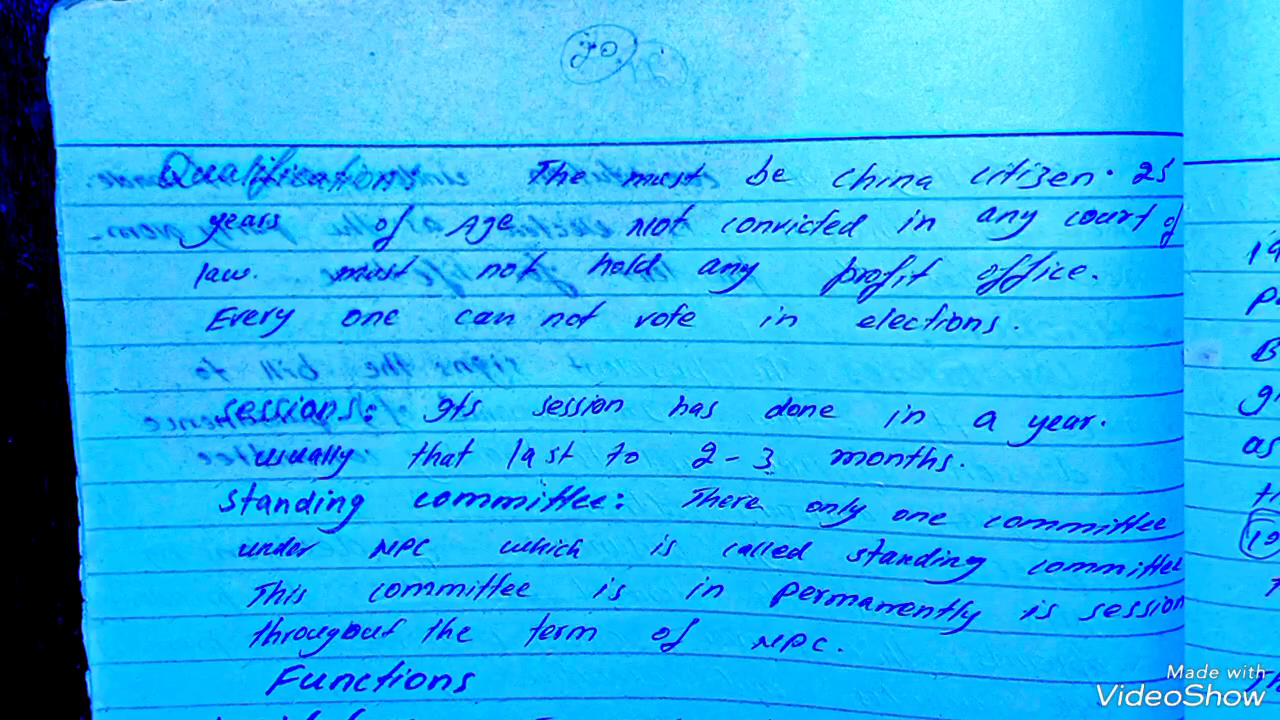 70
Qualifications The must be china citizen. 25
years of Age Not convicted in any court of
law. must not hold any profit office.
Every one can not vote in elections.
sessions: Its session has done in a year.
usually that last to 2-3 months.
standing committee: There only one committee
under NPC which is called standing committee
This committee is in permanently is session
throughout the term of NPC.
Functions
Made with
VideoShow